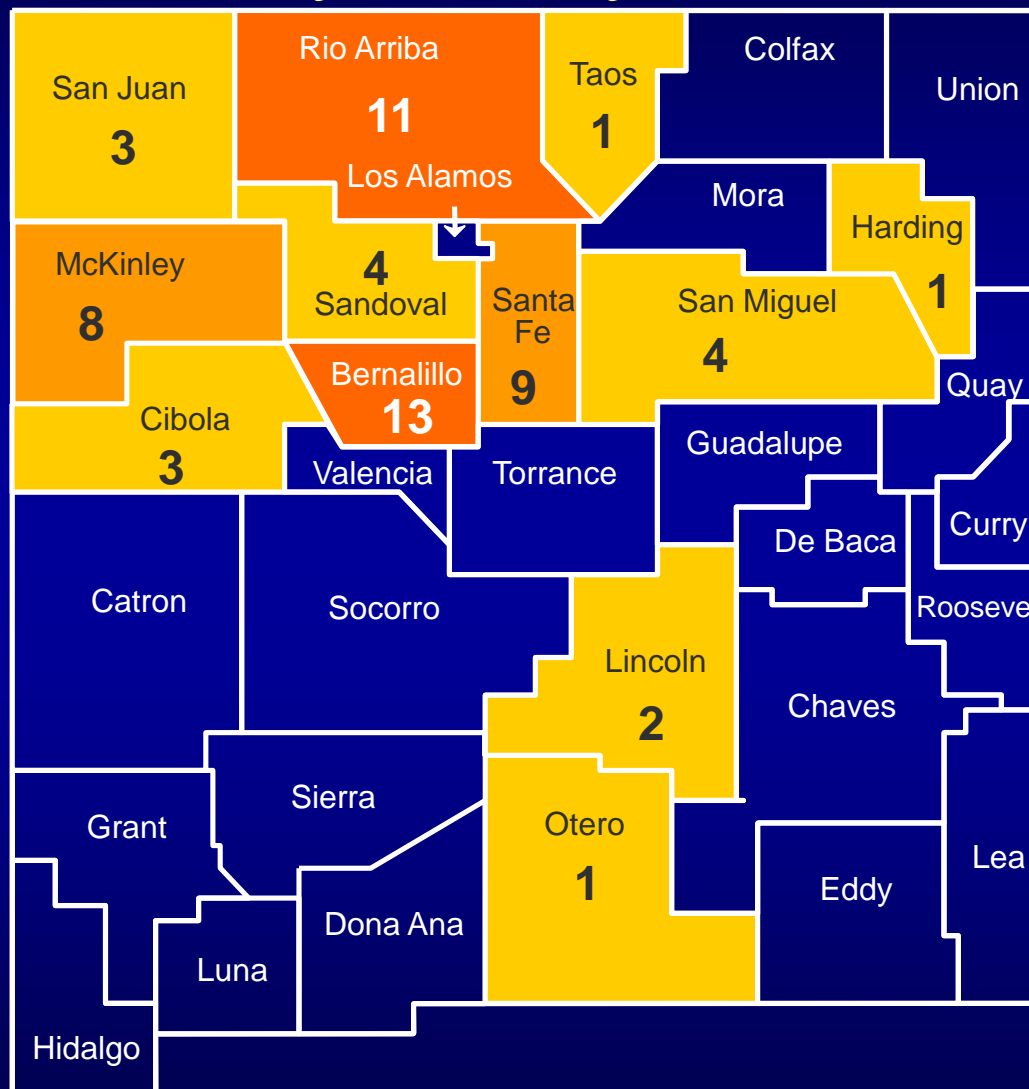 Rio Arriba
11
Colfax
Taos
1
San Juan
3
Union
Los Alamos
Mora
Harding
1
McKinley
8
4
Sandoval
Santa
Fe
9
San Miguel
4
Bernalillo
13
Quay
Cibola
3
Guadalupe
Valencia
Torrance
Curry
De Baca
Catron
Socorro
Rooseve
Lincoln
2
Chaves
Sierra
Grant
Otero
1
Lea
Eddy
Dona Ana
Luna
Hidalgo